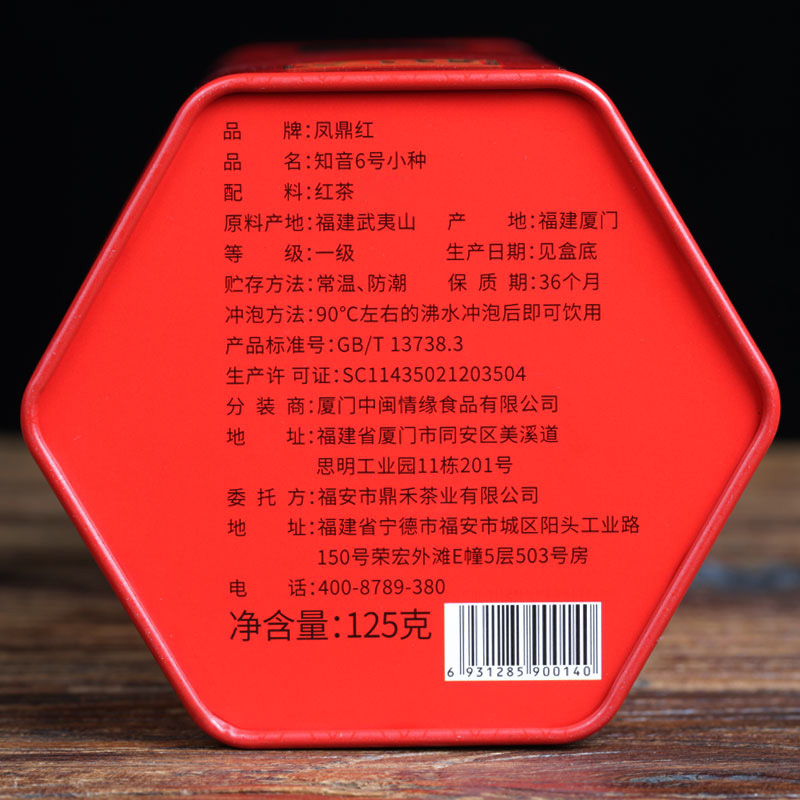 品 牌:凤鼎红
品 名:知音6号小种
配 料:红茶
原料产地:福建武夷山 产 地:福建厦门
等 级:一级 生产日期:见盒底
贮存方法:常温、防潮 保 质 期:36个月
冲泡方法:90℃左右的沸水冲泡后即可饮用
产品标准号:GB/T 13738.3
生产许 可证:SC11435021203504
分 装 商:厦门中闽情缘食品有限公司
地 址:福建省厦门市同安区美溪道
思明工业园11栋201号
委 托 方:福安市鼎禾茶业有限公司
地 址:福建省宁德市福安市城区阳头工业路
150号荣宏外滩E幢5层503号房
电 话:400-8789-380
净含量:125克
6 931285 900140